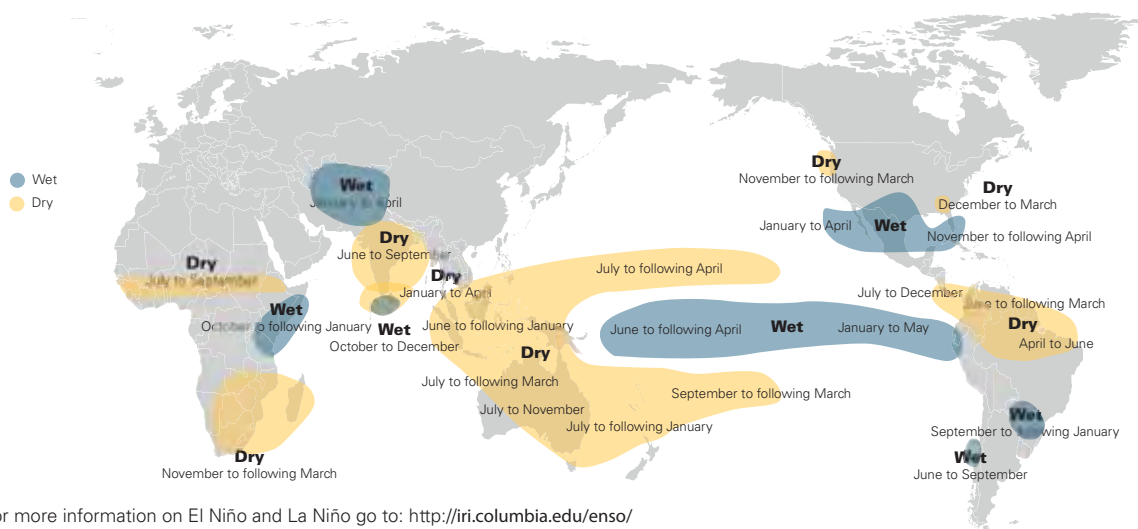 Wet
Dry
Wet
January to April
Dry
June to September
Dry
January to April
Dry
July to September
Wet
October to following January
Wet
October to December
Dry
November to following March
June to following January
Dry
July to following March
July to November
July to following January
July to following April
September to following March
June to following April
Wet
January to May
Dry
November to following March
Dry
December to March
January to April
Wet
November to following April
July to December
June to following March
Dry
April to June
Wet
September to following January
Wet
June to September
or more information on El Niño and La Niño go to: http://iri.columbia.edu/enso/